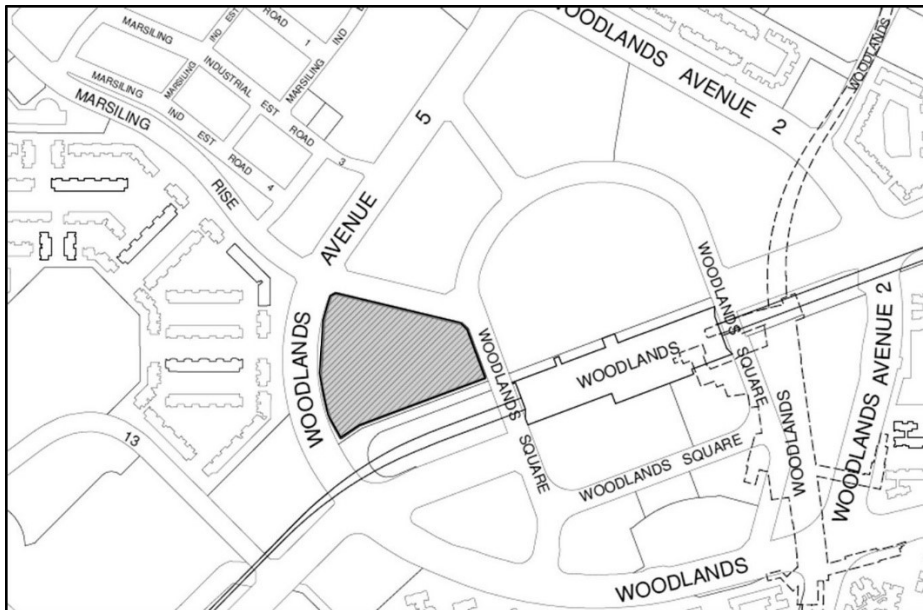 WOODLANDS AVENUE 2
WOODLANDS
MARSILING IND EST ROAD 1
MARSILING IND
MARSILING INDUSTRIAL EST ROAD 3
MARSILING IND EST ROAD 4
MARSILING RISE
WOODLANDS AVENUE 5
WOODLANDS SQUARE
WOODLANDS
WOODLANDS SQUARE
WOODLANDS SQUARE
WOODLANDS
WOODLANDS AVENUE 2
13
WOODLANDS